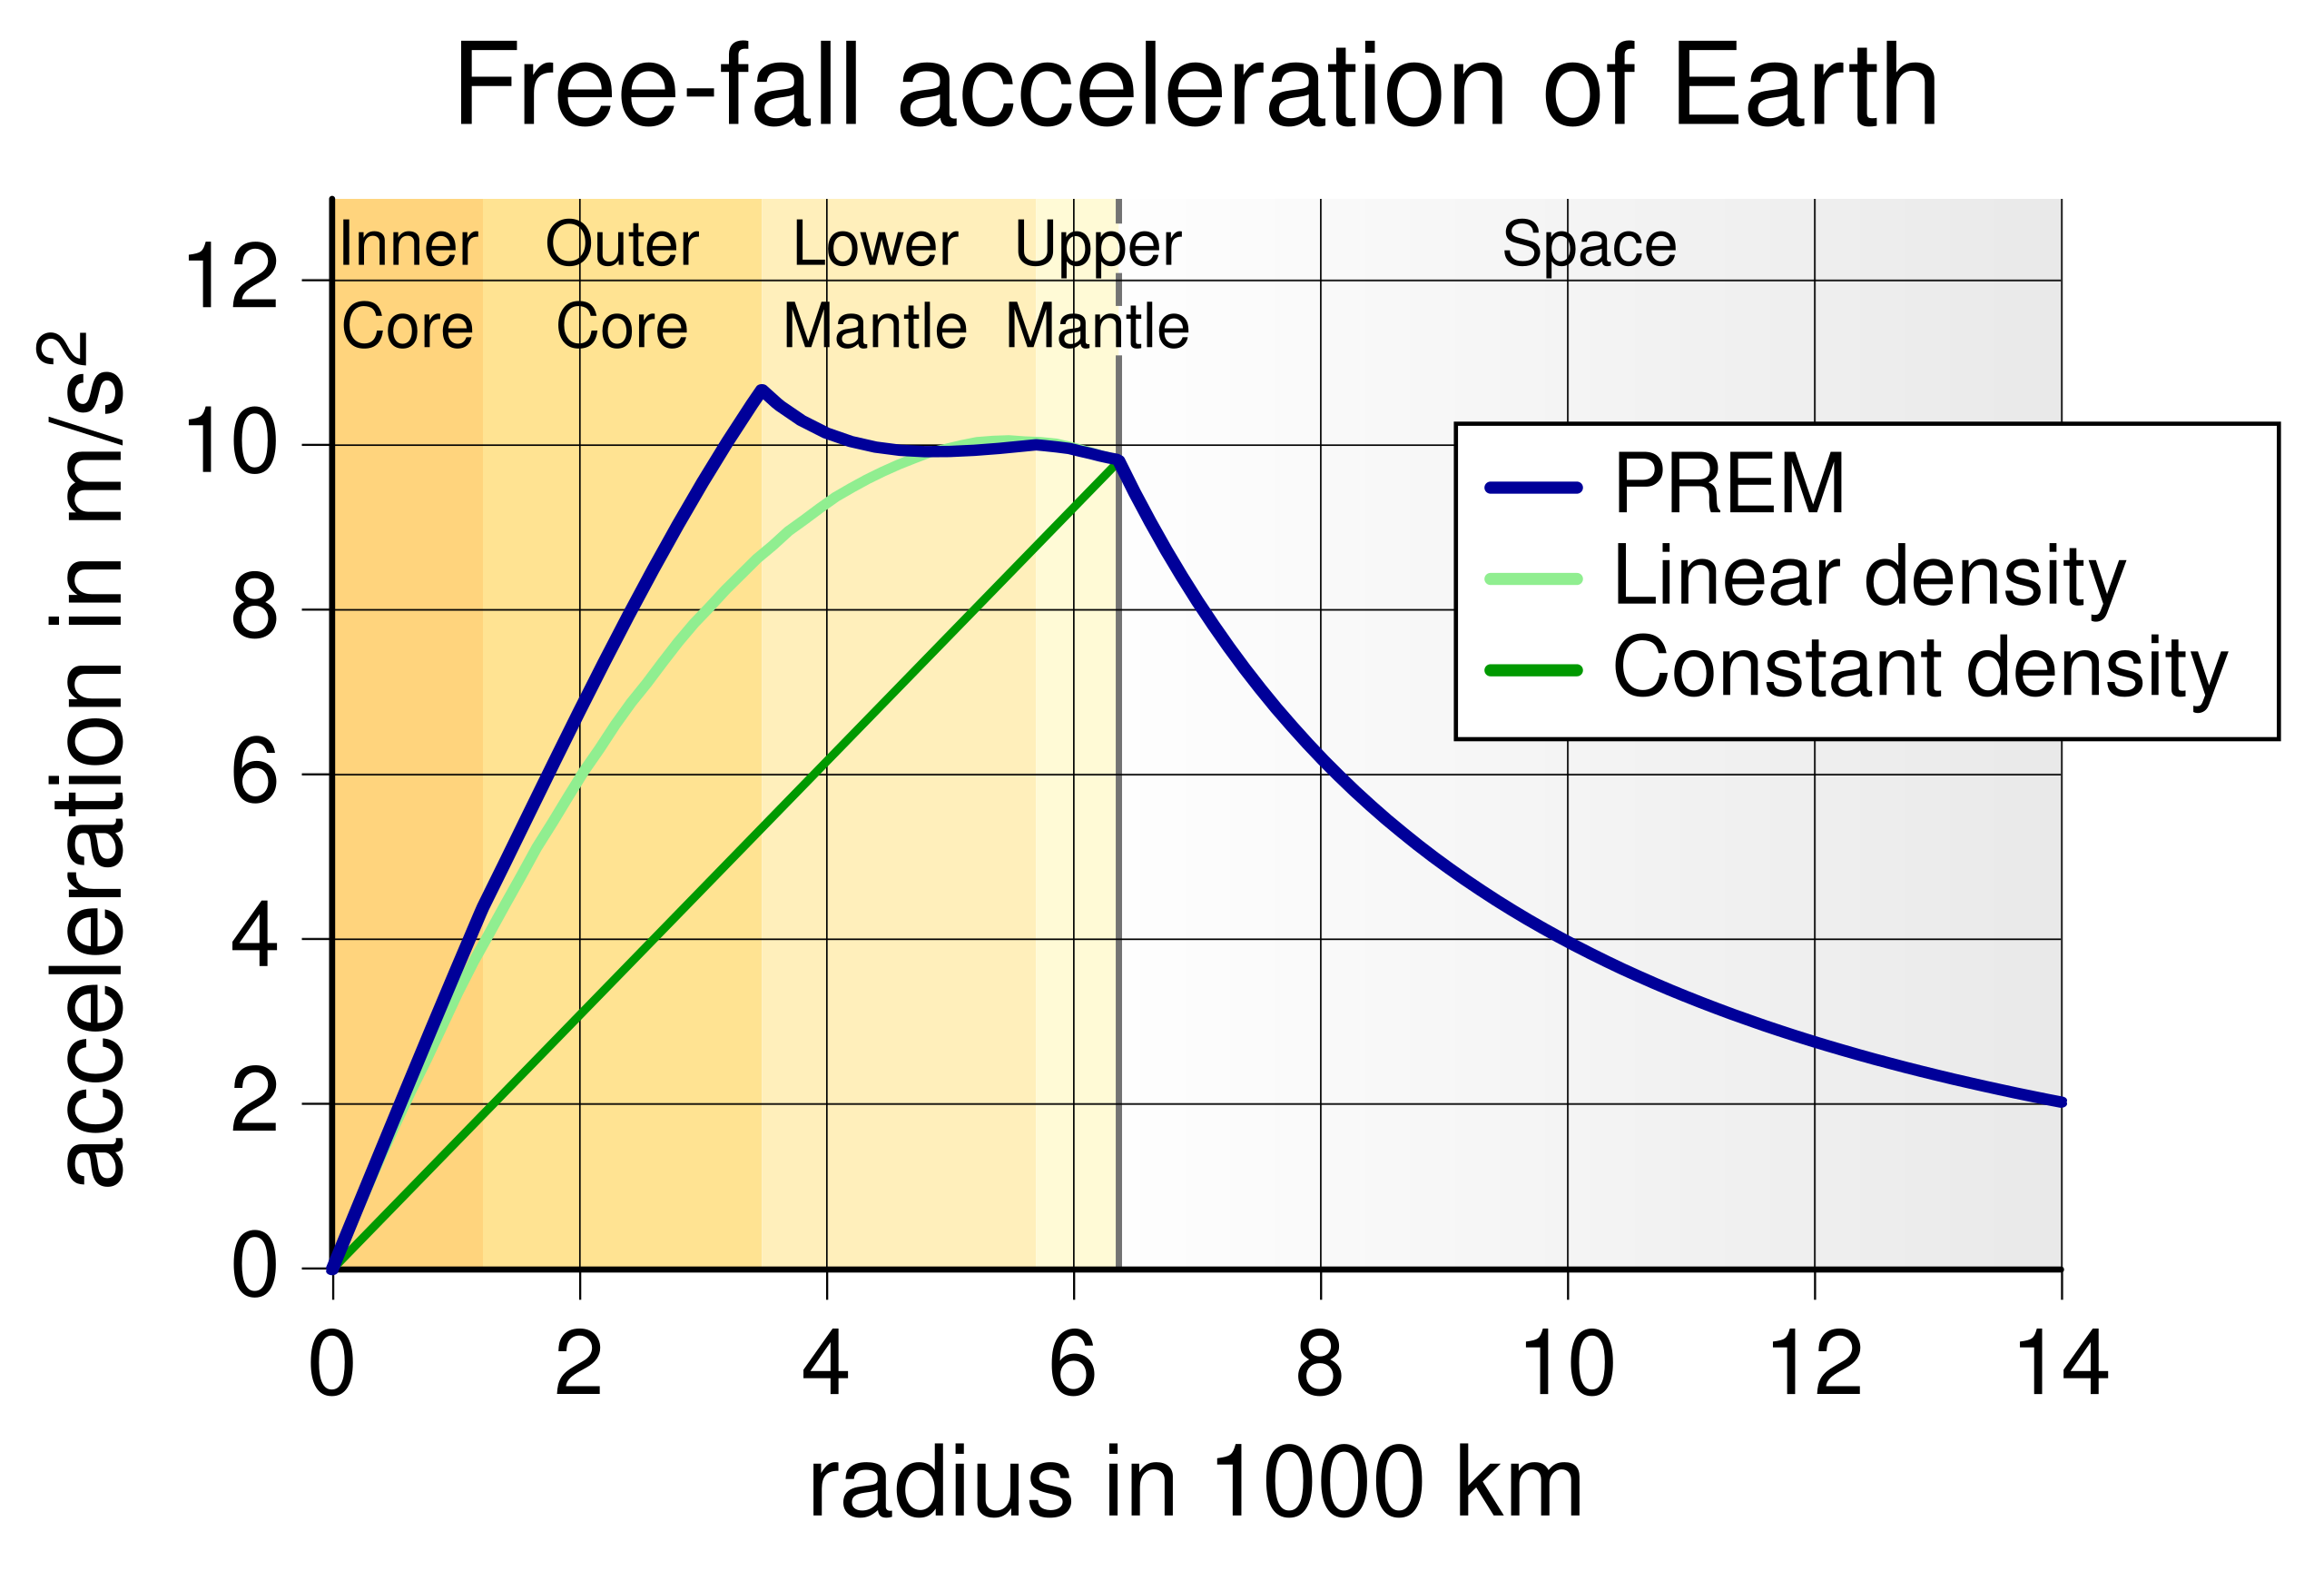 Free-fall acceleration of Earth
Inner Outer Lower Upper Space
Core Core Mantle Mantle
12
10
8
6
4
2
0
acceleration in m/s²
PREM
Linear density
Constant density
0 2 4 6 8 10 12 14
radius in 1000 km